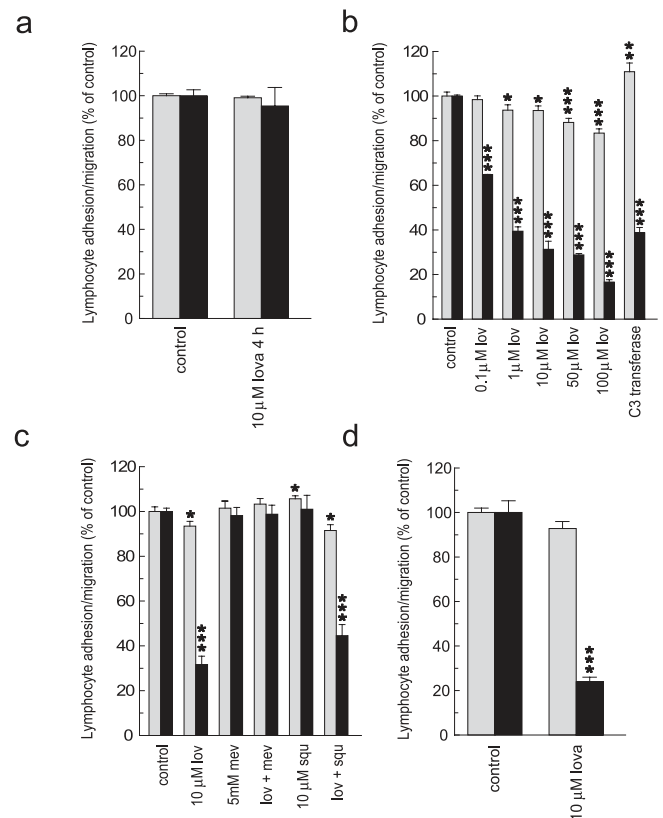 a
Lymphocyte adhesion/migration (% of control)
120
100
80
60
40
20
0
control
10 μM lova 4 h
b
Lymphocyte adhesion/migration (% of control)
120
100
80
60
40
20
0
***
***
*
***
*
***
***
***
***
***
**
***
control
0.1μM lov
1μM lov
10μM lov
50μM lov
100μM lov
C3 transferase
c
Lymphocyte adhesion/migration (% of control)
120
100
80
60
40
20
0
*
***
*
*
***
control
10 μM lov
5mM mev
lov + mev
10 μM squ
lov + squ
d
Lymphocyte adhesion/migration (% of control)
120
100
80
60
40
20
0
***
control
10 μM lova